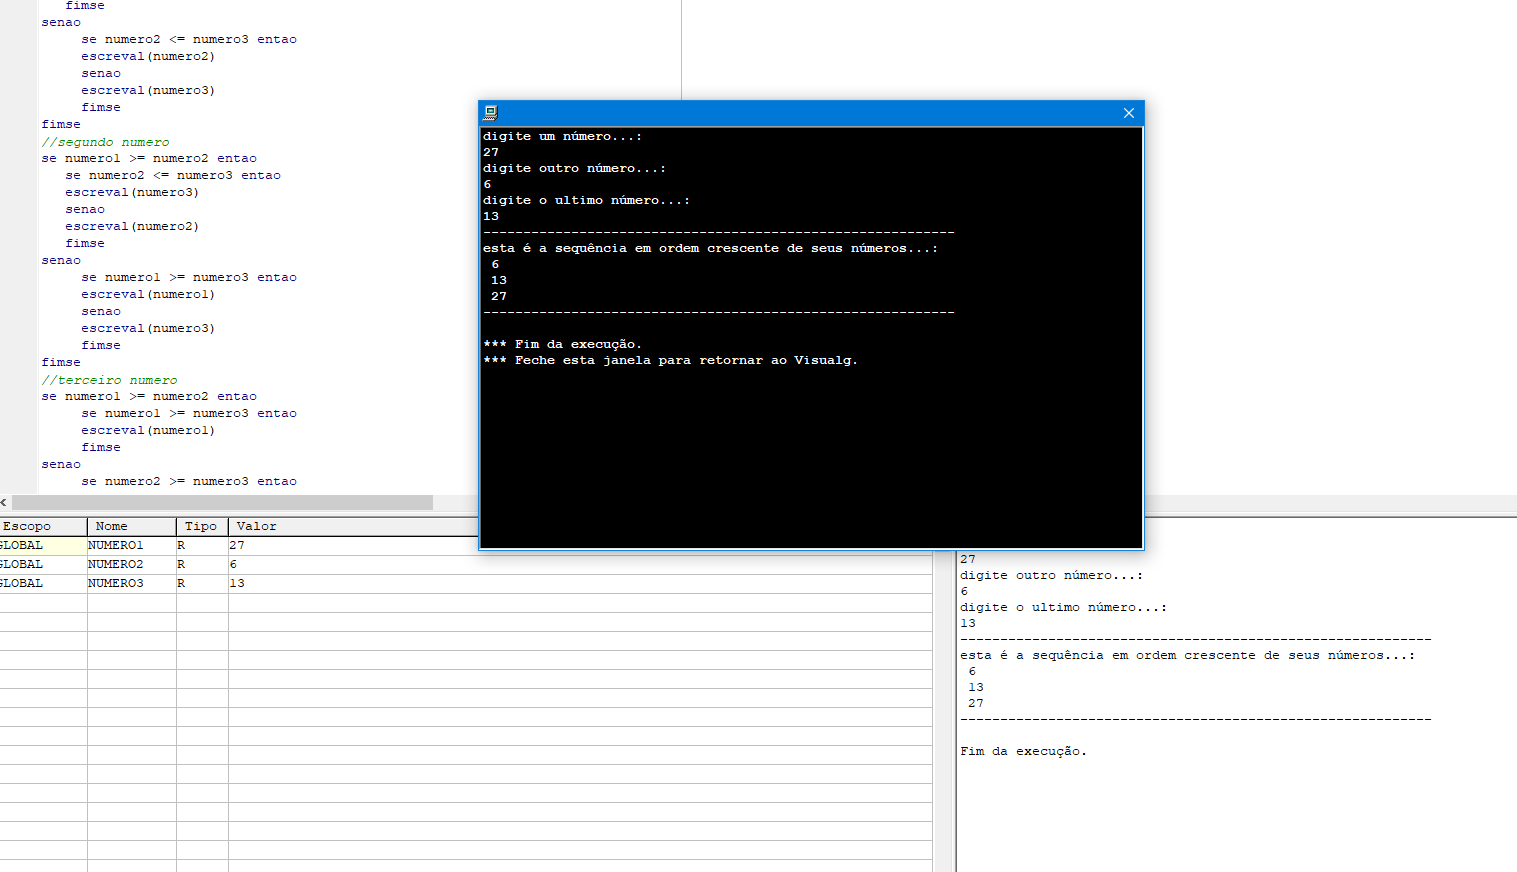 fimse
senao
se numero2 <= numero3 entao
escreval(numero2)
senao
escreval(numero3)
fimse
fimse
//segundo numero
se numero1 >= numero2 entao
se numero2 <= numero3 entao
escreval(numero3)
senao
escreval(numero2)
fimse
senao
se numero1 >= numero3 entao
escreval(numero1)
senao
escreval(numero3)
fimse
fimse
//terceiro numero
se numero1 >= numero2 entao
se numero1 >= numero3 entao
escreval(numero1)
fimse
senao
se numero2 >= numero3 entao
digite um número...:
27
digite outro número...:
6
digite o ultimo número...:
13
-----------------------------------------------------------
esta é a sequência em ordem crescente de seus números...:
6
13
27
-----------------------------------------------------------
*** Fim da execução.
*** Feche esta janela para retornar ao Visualg.
Escopo Nome Tipo Valor
GLOBAL NUMERO1 R 27
GLOBAL NUMERO2 R 6
GLOBAL NUMERO3 R 13
27
digite outro número...:
6
digite o ultimo número...:
13
-----------------------------------------------------------
esta é a sequência em ordem crescente de seus números...:
6
13
27
-----------------------------------------------------------
Fim da execução.